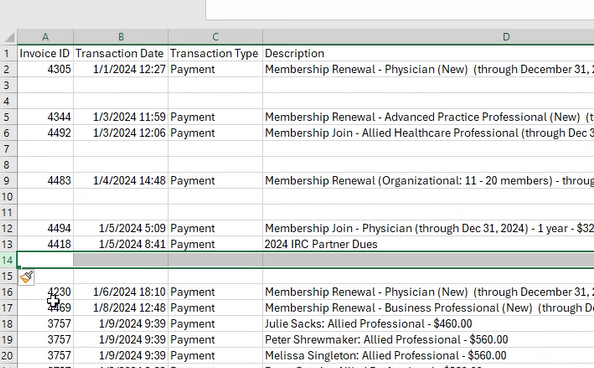 A B C D
1 Invoice ID Transaction Date Transaction Type Description
2 4305 1/1/2024 12:27 Payment Membership Renewal - Physician (New) (through December 31,
3
4
5 4344 1/3/2024 11:59 Payment Membership Renewal - Advanced Practice Professional (New)
6 4492 1/3/2024 12:06 Payment Membership Join - Allied Healthcare Professional (through Dec 3
7
8
9 4483 1/4/2024 14:48 Payment Membership Renewal (Organizational: 11 - 20 members) - throug
10
11
12 4494 1/5/2024 5:09 Payment Membership Join - Physician (through Dec 31, 2024) - 1 year - $32
13 4418 1/5/2024 8:41 Payment 2024 IRC Partner Dues
14
15
16 4230 1/6/2024 18:10 Payment Membership Renewal - Physician (New) (through December 31,
17 4469 1/8/2024 12:48 Payment Membership Renewal - Business Professional (New) (through De
18 3757 1/9/2024 9:39 Payment Julie Sacks: Allied Professional - $460.00
19 3757 1/9/2024 9:39 Payment Peter Shrewmaker: Allied Professional - $560.00
20 3757 1/9/2024 9:39 Payment Melissa Singleton: Allied Professional - $560.00